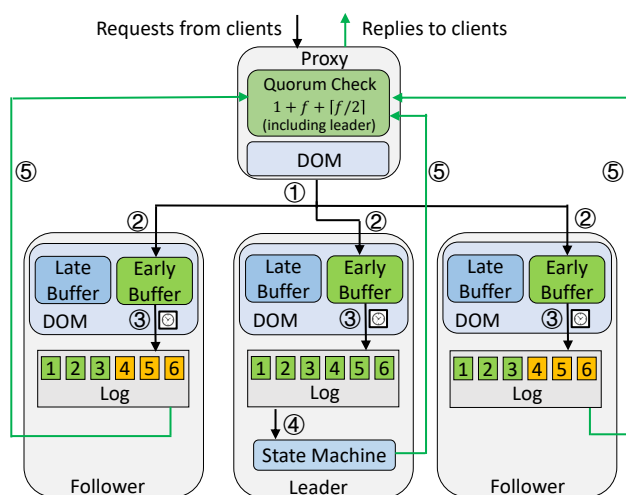 Requests from clients
Replies to clients
Proxy
Quorum Check
1 + f + ⌈f/2⌉
(including leader)
DOM
⑤
⑤
⑤
①
②
②
②
Late
Buffer
Early
Buffer
DOM
③
1 2 3 4 5 6
Log
Follower
Late
Buffer
Early
Buffer
DOM
③
1 2 3 4 5 6
Log
④
State Machine
Leader
Late
Buffer
Early
Buffer
DOM
③
1 2 3 4 5 6
Log
Follower